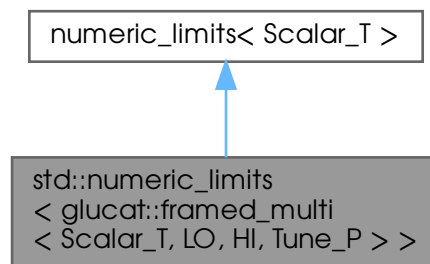 numeric_limits< Scalar_T >
std::numeric_limits
< glucat::framed_multi
< Scalar_T, LO, HI, Tune_P > >